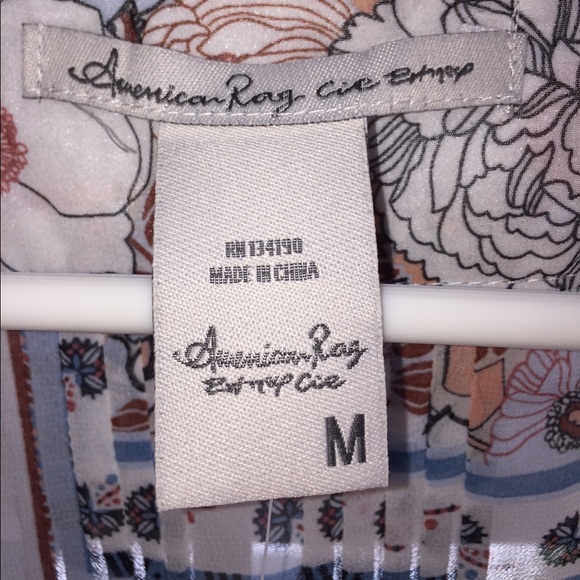 American Rag Cie Est 1984
RN 134190
MADE IN CHINA
American Rag
Est 1984 Cie
M